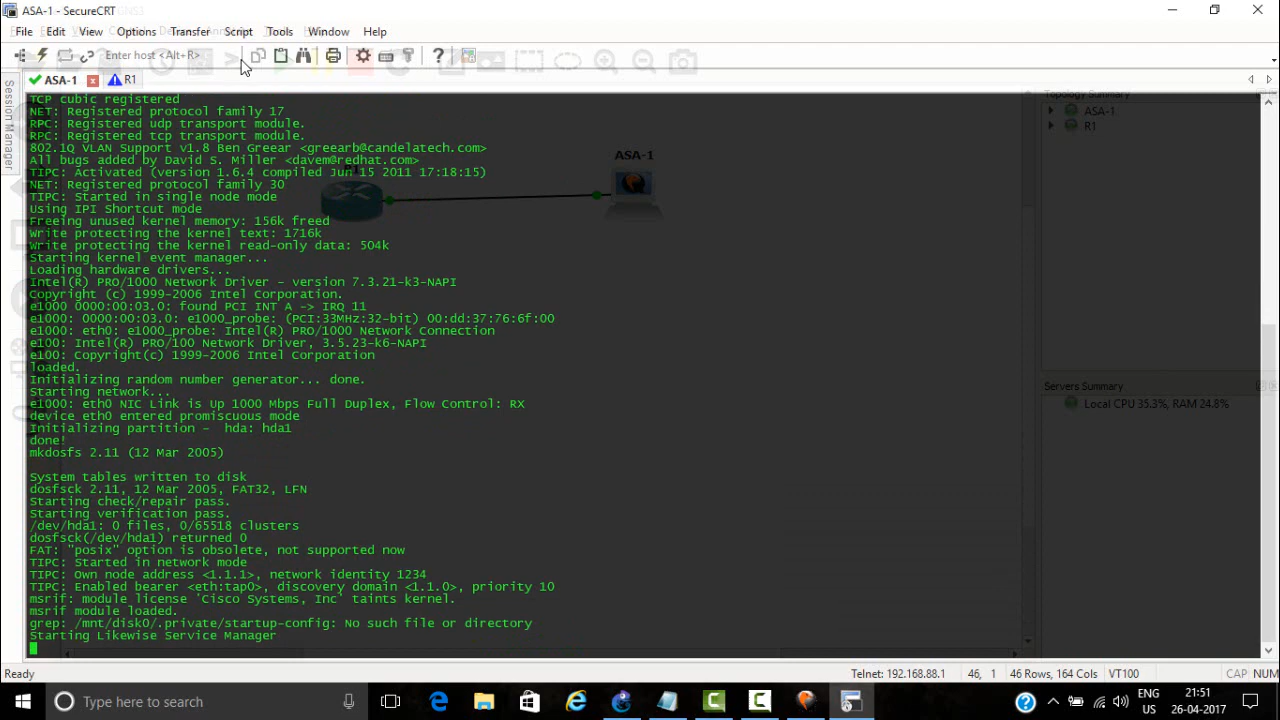 ASA-1 - SecureCRT
File Edit View Options Transfer Script Tools Window Help
Enter host <Alt+R>
ASA-1 R1
Session Manager
TCP cubic registered
NET: Registered protocol family 17
RPC: Registered udp transport module.
RPC: Registered tcp transport module.
802.1Q VLAN Support v1.8 Ben Greear <greearb@candelatech.com>
All bugs added by David S. Miller <davem@redhat.com>
TIPC: Activated (version 1.6.4 compiled Jun 15 2011 17:18:15)
NET: Registered protocol family 30
TIPC: Started in single node mode
Using IPI Shortcut mode
Freeing unused kernel memory: 156k freed
Write protecting the kernel text: 1716k
Write protecting the kernel read-only data: 504k
Starting kernel event manager...
Loading hardware drivers...
Intel(R) PRO/1000 Network Driver - version 7.3.21-k3-NAPI
Copyright (c) 1999-2006 Intel Corporation.
e1000 0000:00:03.0: found PCI INT A -> IRQ 11
e1000: 0000:00:03.0: e1000_probe: (PCI:33MHz:32-bit) 00:dd:37:76:6f:00
e1000: eth0: e1000_probe: Intel(R) PRO/1000 Network Connection
e100: Intel(R) PRO/100 Network Driver, 3.5.23-k6-NAPI
e100: Copyright(c) 1999-2006 Intel Corporation
loaded.
Initializing random number generator... done.
Starting network...
e1000: eth0 NIC Link is Up 1000 Mbps Full Duplex, Flow Control: RX
device eth0 entered promiscuous mode
Initializing partition - hda: hda1
done!
mkdosfs 2.11 (12 Mar 2005)
System tables written to disk
dosfsck 2.11, 12 Mar 2005, FAT32, LFN
Starting check/repair pass.
Starting verification pass.
/dev/hda1: 0 files, 0/65518 clusters
dosfsck(/dev/hda1) returned 0
FAT: "posix" option is obsolete, not supported now
TIPC: Started in network mode
TIPC: Own node address <1.1.1>, network identity 1234
TIPC: Enabled bearer <eth:tap0>, discovery domain <1.1.0>, priority 10
msrif: module license 'Cisco Systems, Inc' taints kernel.
msrif module loaded.
grep: /mnt/disk0/.private/startup-config: No such file or directory
Starting Likewise Service Manager
ASA-1
Topology Summary
ASA-1
R1
Servers Summary
Local CPU 35.3%, RAM 24.8%
Ready Telnet: 192.168.88.1 46, 1 46 Rows, 164 Cols VT100 CAP NUM
Type here to search
ENG 21:51
US 26-04-2017